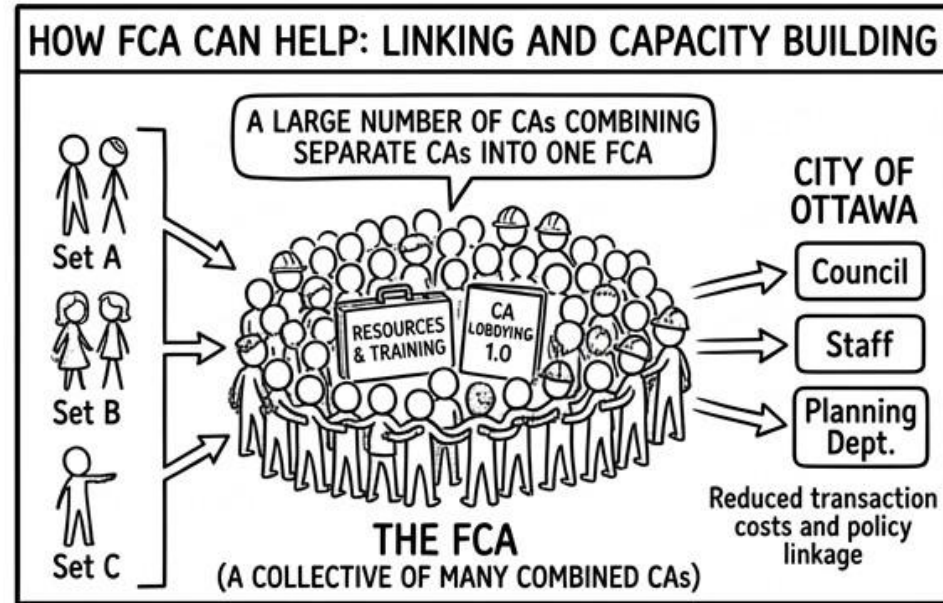 HOW FCA CAN HELP: LINKING AND CAPACITY BUILDING
A LARGE NUMBER OF CAs COMBINING
SEPARATE CAs INTO ONE FCA
Set A
Set B
Set C
RESOURCES
& TRAINING
CA
LOBDYING
1.0
THE FCA
(A COLLECTIVE OF MANY COMBINED CAs)
CITY OF
OTTAWA
Council
Staff
Planning
Dept.
Reduced transaction
costs and policy
linkage